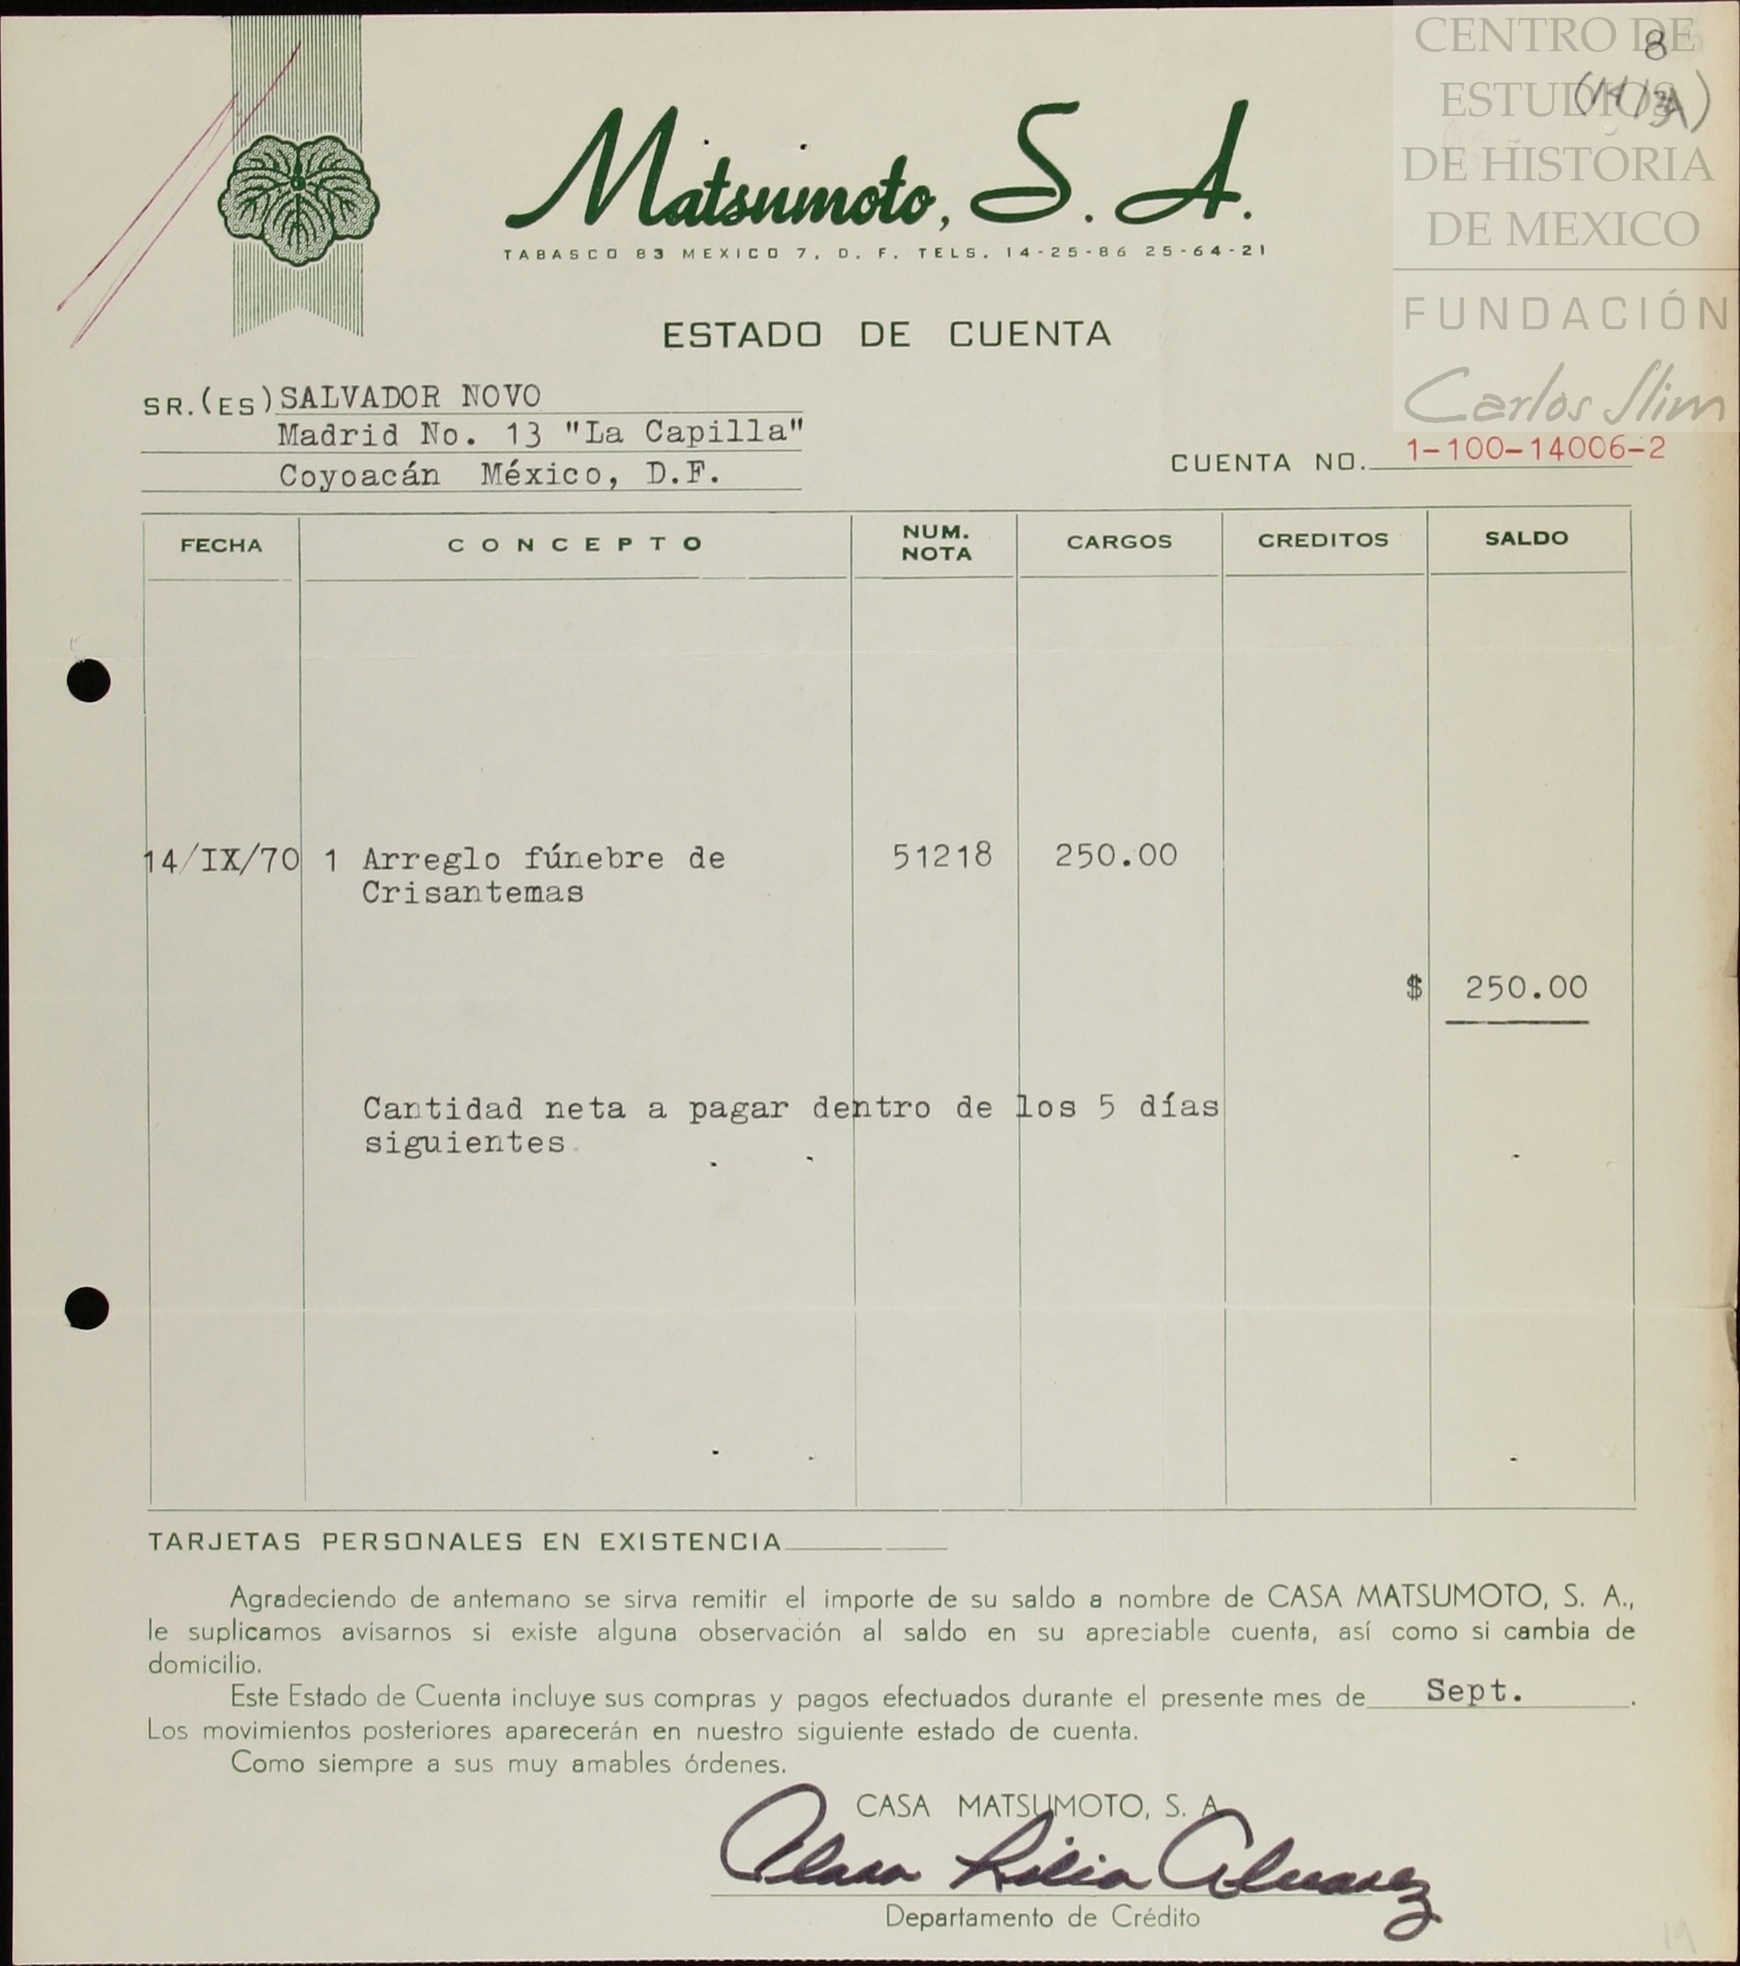 CENTRO DE
ESTUDIOS
DE HISTORIA
DE MEXICO
FUNDACIÓN
Carlos Slim
8
Matsumoto, S. A.
TABASCO 83 MEXICO 7, D. F. TELS. 14-25-86 25-64-21
ESTADO DE CUENTA
SR.(ES) SALVADOR NOVO
Madrid No. 13 "La Capilla"
Coyoacán México, D.F.
CUENTA NO. 1-100-14006-2
FECHA CONCEPTO NUM. NOTA CARGOS CREDITOS SALDO
14/IX/70 1 Arreglo fúnebre de 51218 250.00
Crisantemas
$ 250.00
Cantidad neta a pagar dentro de los 5 días
siguientes.
TARJETAS PERSONALES EN EXISTENCIA
Agradeciendo de antemano se sirva remitir el importe de su saldo a nombre de CASA MATSUMOTO, S. A.,
le suplicamos avisarnos si existe alguna observación al saldo en su apreciable cuenta, así como si cambia de
domicilio.
Este Estado de Cuenta incluye sus compras y pagos efectuados durante el presente mes de Sept.
Los movimientos posteriores aparecerán en nuestro siguiente estado de cuenta.
Como siempre a sus muy amables órdenes.
CASA MATSUMOTO, S. A.
Lilia Alvarez
Departamento de Crédito
19